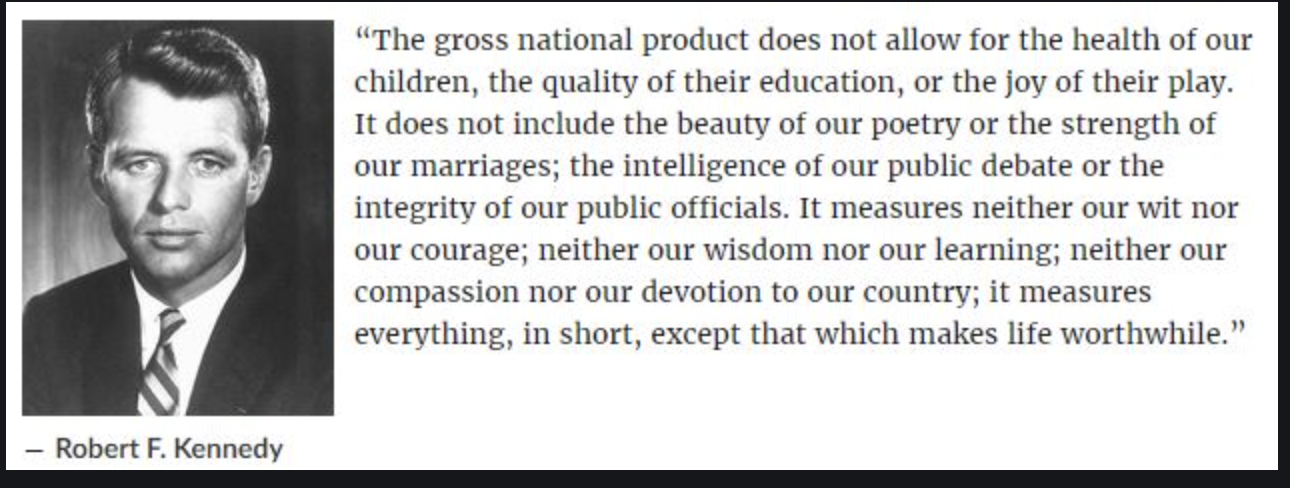 “The gross national product does not allow for the health of our
children, the quality of their education, or the joy of their play.
It does not include the beauty of our poetry or the strength of
our marriages; the intelligence of our public debate or the
integrity of our public officials. It measures neither our wit nor
our courage; neither our wisdom nor our learning; neither our
compassion nor our devotion to our country; it measures
everything, in short, except that which makes life worthwhile.”
— Robert F. Kennedy